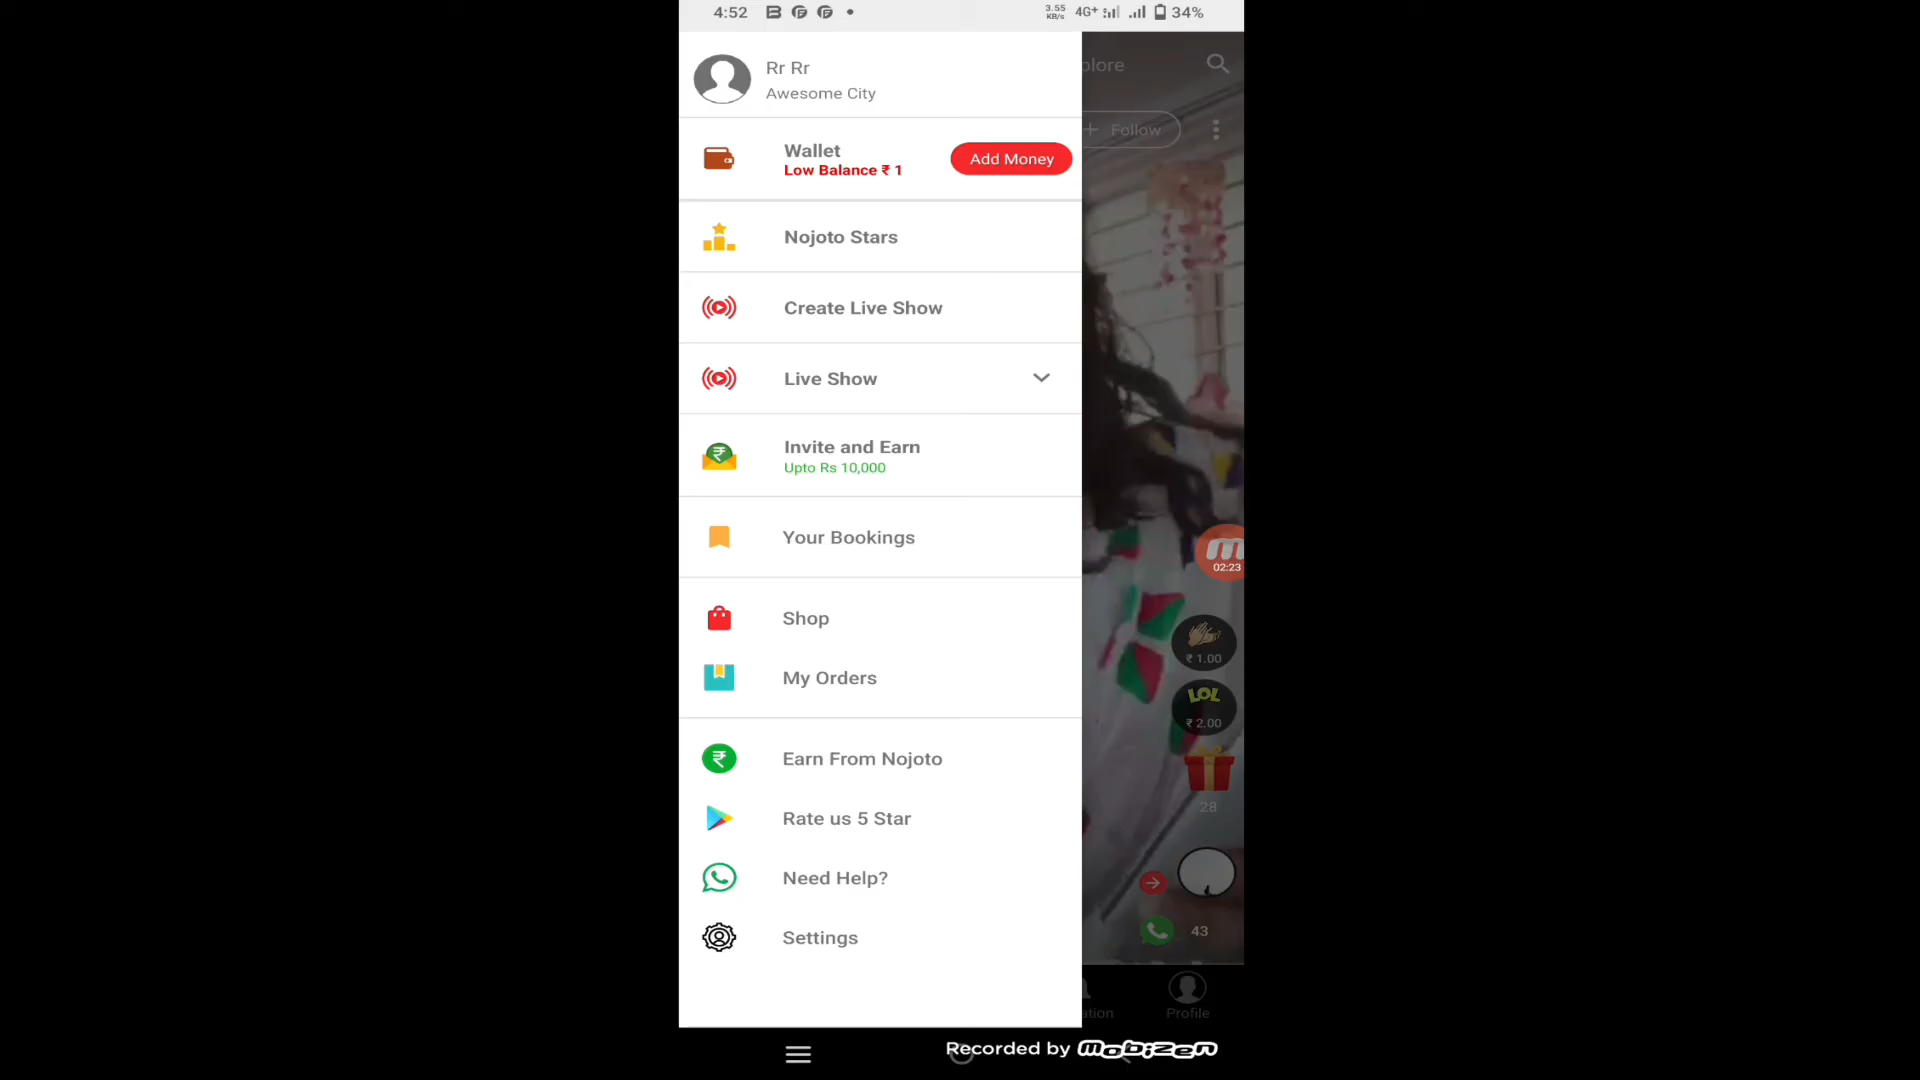 4:52
3.55
KB/s
4G+
34%
Rr Rr
Awesome City
plore
Follow
Wallet
Low Balance ₹ 1
Add Money
Nojoto Stars
Create Live Show
Live Show
Invite and Earn
Upto Rs 10,000
Your Bookings
02:23
Shop
₹ 1.00
My Orders
LOL
₹ 2.00
Earn From Nojoto
28
Rate us 5 Star
Need Help?
43
Settings
ation
Profile
Recorded by mobizen